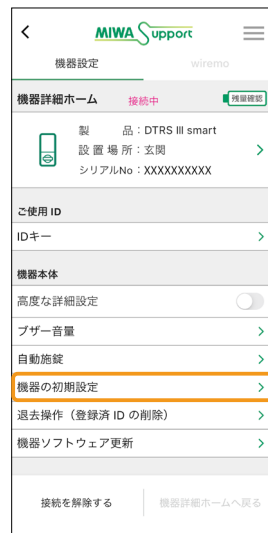 MIWA Support
機器設定 wiremo
機器詳細ホーム 接続中 残量確認
製　　品：DTRS III smart
設置場所：玄関
シリアルNo：XXXXXXXXXX
ご使用 ID
IDキー
機器本体
高度な詳細設定
ブザー音量
自動施錠
機器の初期設定
退去操作（登録済 ID の削除）
機器ソフトウェア更新
接続を解除する 機器詳細ホームへ戻る